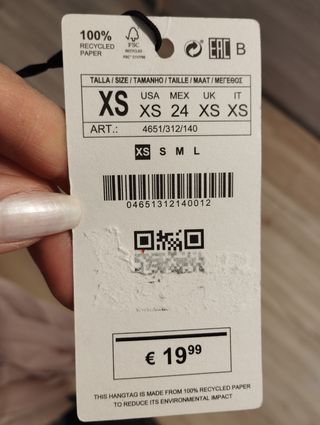 100%
RECYCLED
PAPER
FSC
RECYCLED
EAC B
TALLA / SIZE / TAMANHO / TAILLE / MAAT / ΜΕΓΕΘΟΣ
XS
USA MEX UK IT
XS 24 XS XS
ART.: 4651/312/140
XS S M L
04651312140012
€ 19⁹⁹
THIS HANGTAG IS MADE FROM 100% RECYCLED PAPER
TO REDUCE ITS ENVIRONMENTAL IMPACT